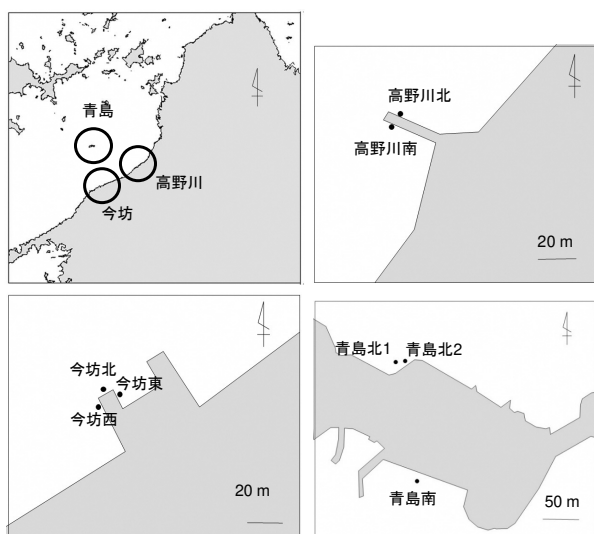 青島
高野川
今坊
高野川北
高野川南
20 m
今坊北
今坊東
今坊西
20 m
青島北1
青島北2
青島南
50 m